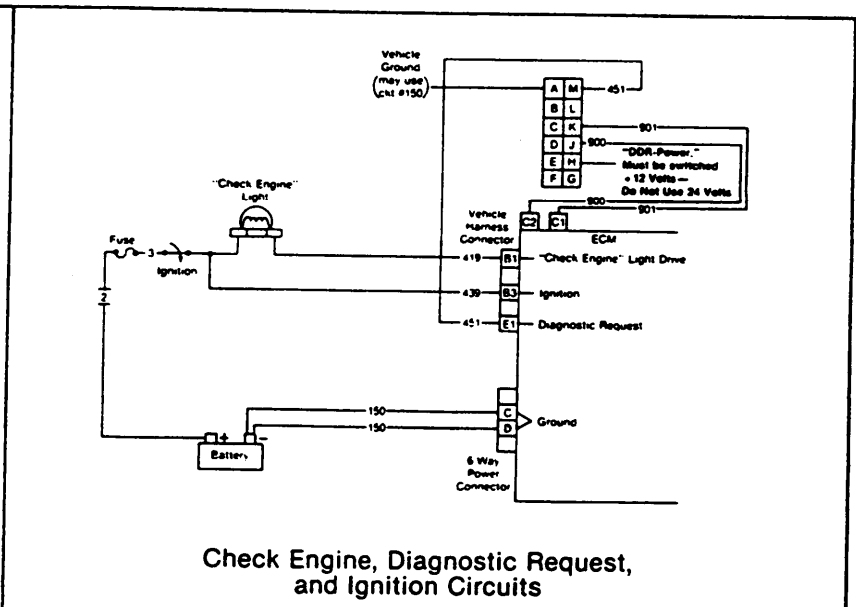 Vehicle
Ground
(may use
ckt #150)
A M
B L
C K
D J
E H
F G
451
901
900
"DDR-Power."
Must be switched
+ 12 Volts —
Do Not Use 24 Volts
900
901
"Check Engine"
Light
Vehicle
Harness
Connector
C2 C1
ECM
Fuse
3
Ignition
2
419 B1 "Check Engine" Light Drive
439 B3 Ignition
451 E1 Diagnostic Request
150 C
150 D
Ground
+ −
Battery
6 Way
Power
Connector
Check Engine, Diagnostic Request,
and Ignition Circuits